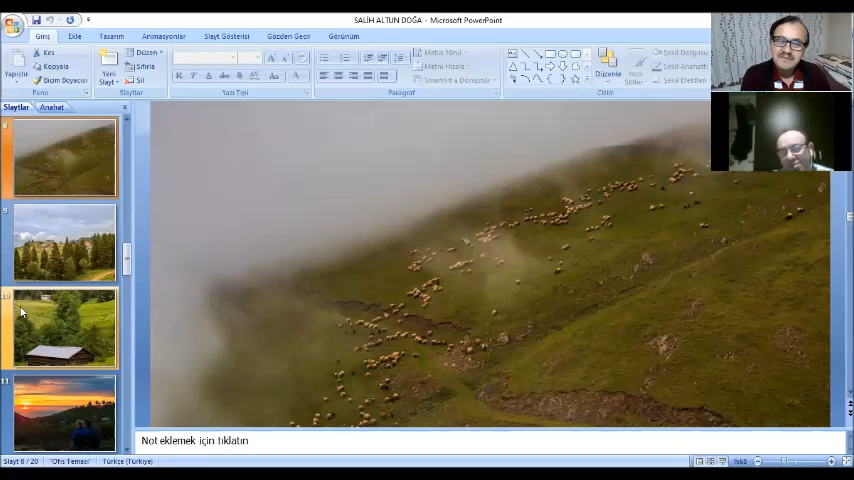 SALİH ALTUN DOĞA - Microsoft PowerPoint
Giriş Ekle Tasarım Animasyonlar Slayt Gösterisi Gözden Geçir Görünüm
Yapıştır
Kes
Kopyala
Biçim Boyacısı
Pano
Yeni
Slayt
Düzen
Sıfırla
Sil
Slaytlar
K T A
Yazı Tipi
Metin Yönü
Metni Hizala
SmartArt'a Dönüştür
Paragraf
Düzenle
Hızlı
Stiller
Şekil Dolgusu
Şekil Anahattı
Şekil Efektleri
Çizim
Slaytlar Anahat
8
9
10
11
Not eklemek için tıklatın
Slayt 8 / 20 "Ofis Teması" Türkçe (Türkiye) %68